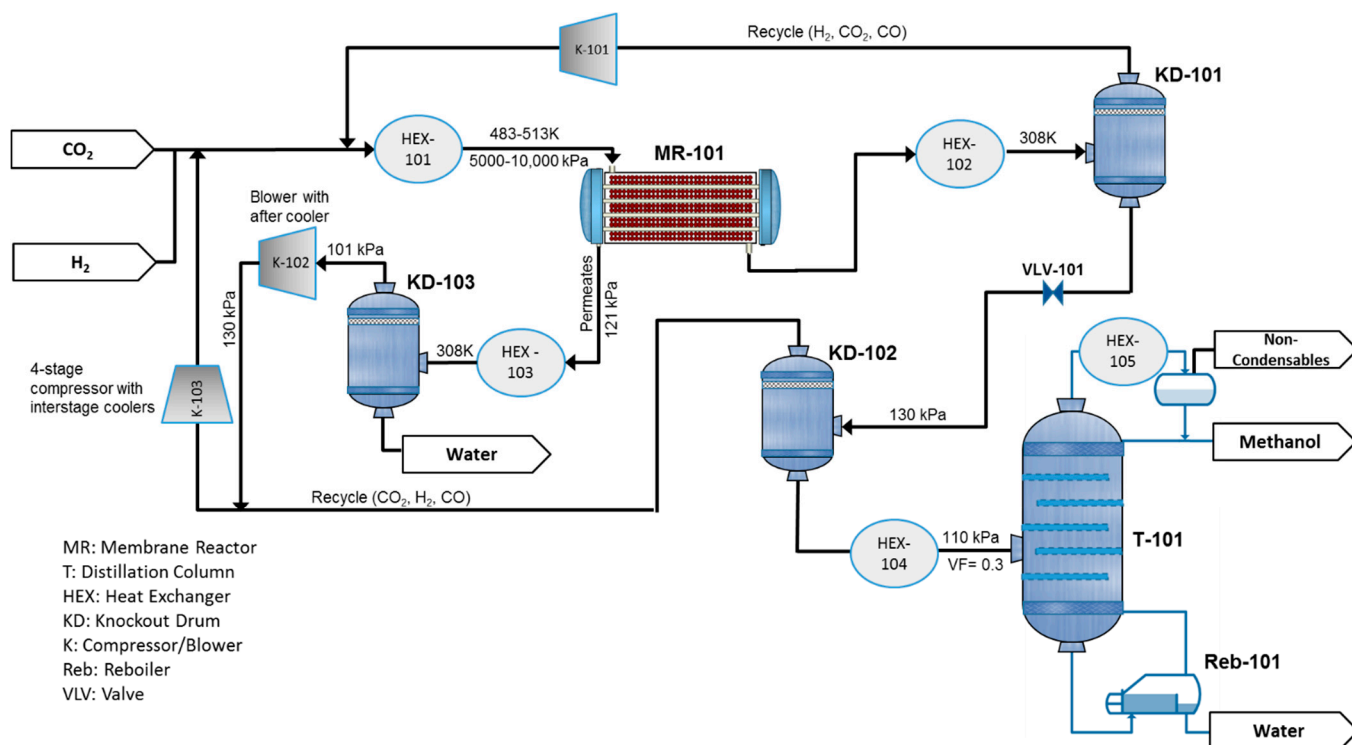 Recycle (H₂, CO₂, CO)
K-101
KD-101
CO₂
HEX-
101
483-513K
5000-10,000 kPa
MR-101
HEX-
102
308K
Blower with
after cooler
K-102
101 kPa
H₂
KD-103
Permeates
121 kPa
VLV-101
130 kPa
308K
HEX -
103
KD-102
HEX-
105
Non-
Condensables
4-stage
compressor with
interstage coolers
K-103
130 kPa
Methanol
Water
Recycle (CO₂, H₂, CO)
HEX-
104
110 kPa
VF= 0.3
T-101
MR: Membrane Reactor
T: Distillation Column
HEX: Heat Exchanger
KD: Knockout Drum
K: Compressor/Blower
Reb: Reboiler
VLV: Valve
Reb-101
Water